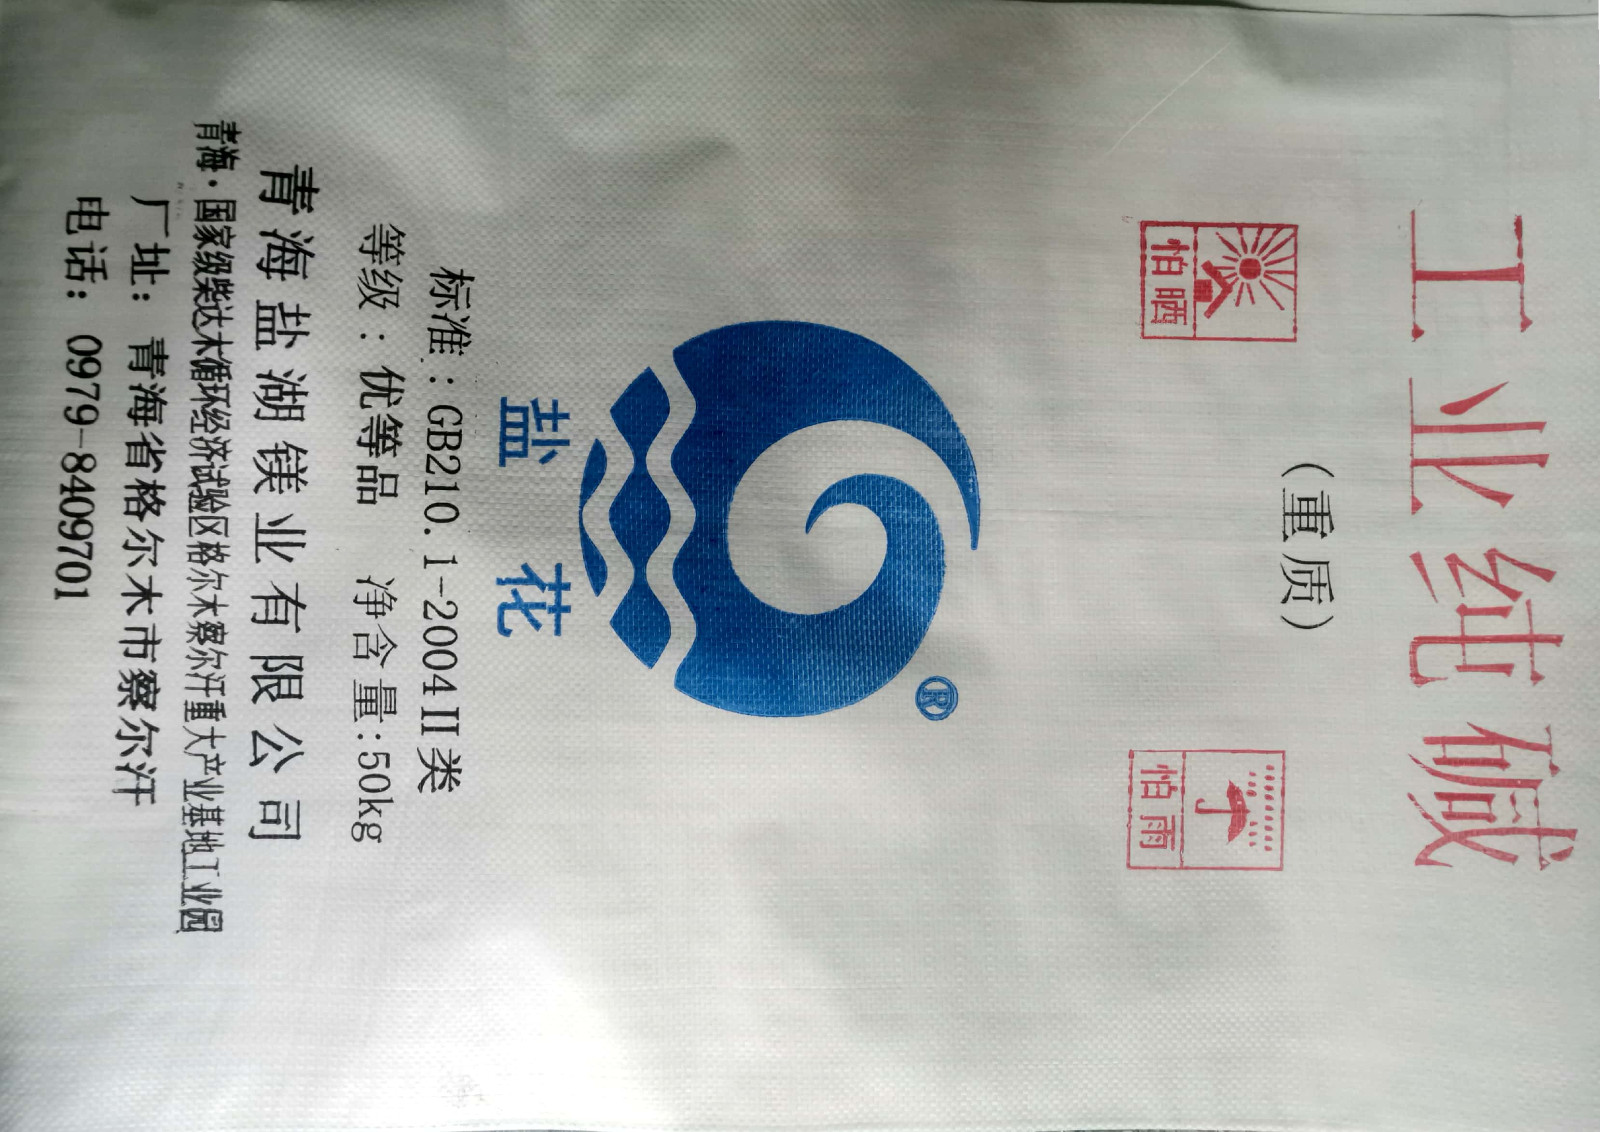 工业纯碱
(重质)
怕晒
怕雨
®
盐花
标准:GB210.1-2004II类
等级:优等品 净含量:50kg
青海盐湖镁业有限公司
青海·国家级柴达木循环经济试验区格尔木察尔汗重大产业基地工业园
厂址:青海省格尔木市察尔汗
电话:0979-8409701